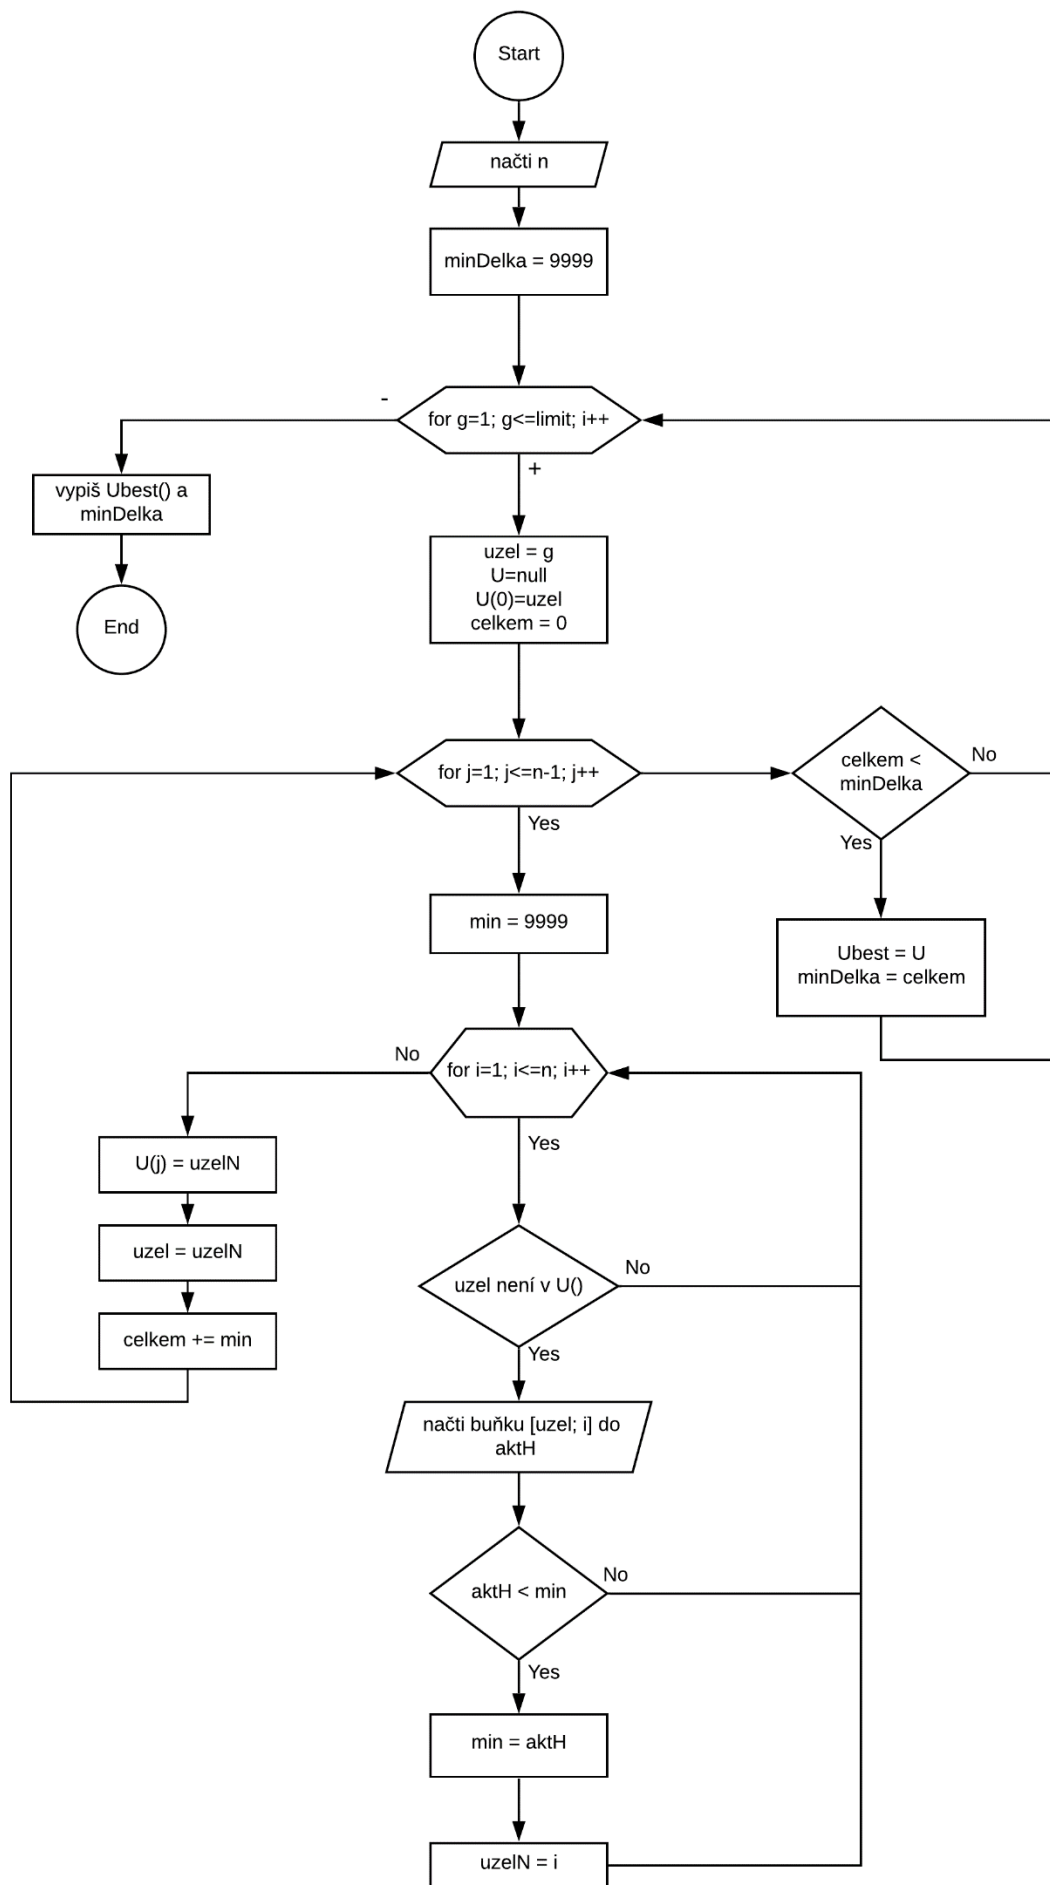 Start
načti n
minDelka = 9999
-
for g=1; g<=limit; i++
+
vypiš Ubest() a
minDelka
End
uzel = g
U=null
U(0)=uzel
celkem = 0
for j=1; j<=n-1; j++
Yes
celkem <
minDelka
No
Yes
Ubest = U
minDelka = celkem
min = 9999
No
for i=1; i<=n; i++
Yes
U(j) = uzelN
uzel = uzelN
celkem += min
uzel není v U()
No
Yes
načti buňku [uzel; i] do
aktH
aktH < min
No
Yes
min = aktH
uzelN = i